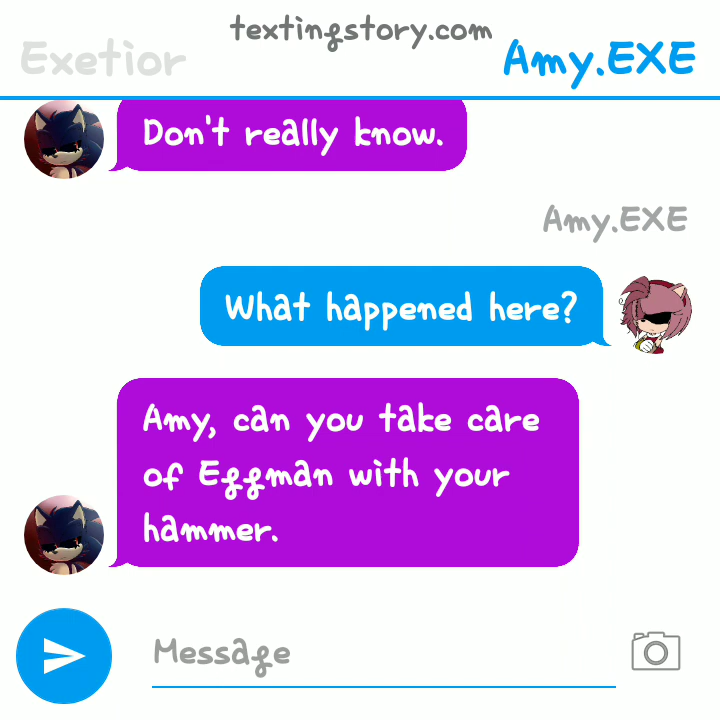 textingstory.com
Exetior
Amy.EXE
Don't really know.
Amy.EXE
What happened here?
Amy, can you take care
of Eggman with your
hammer.
Message